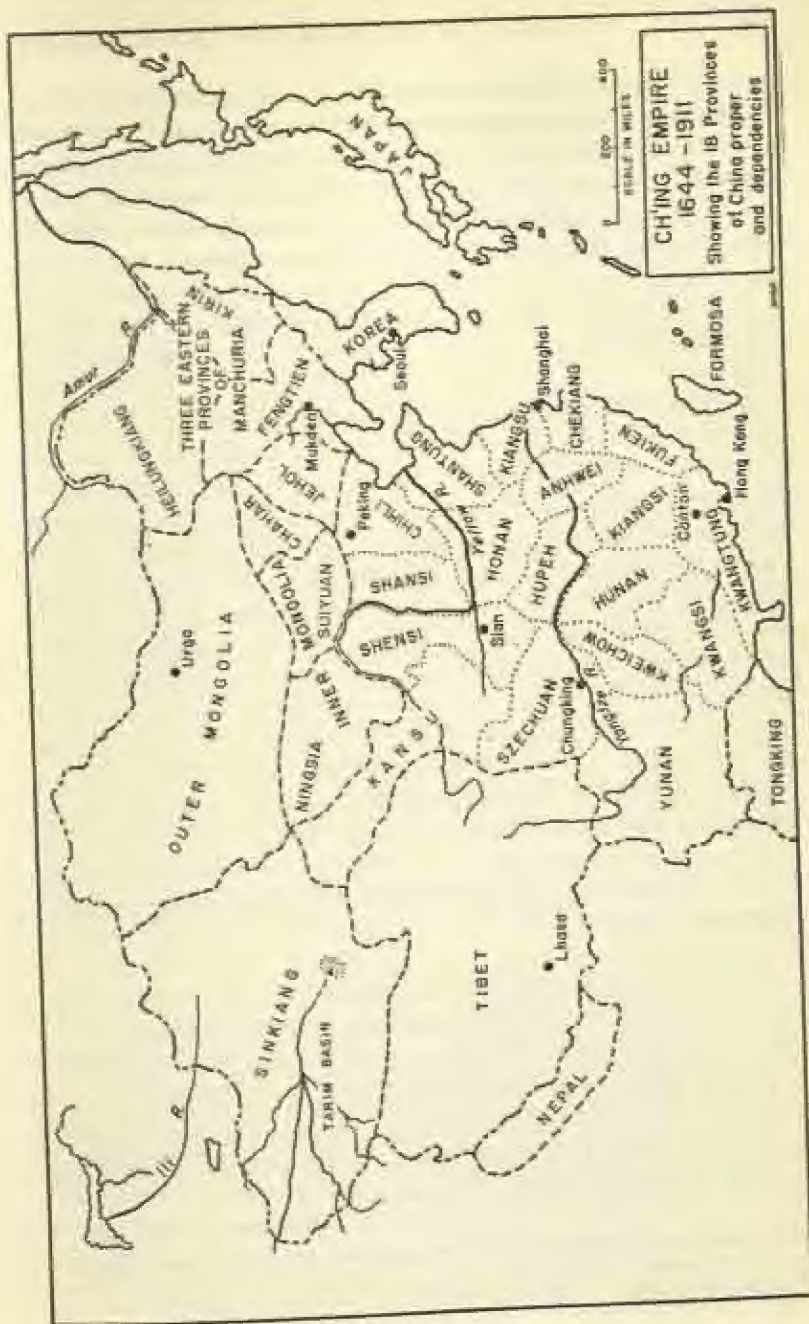 CH'ING EMPIRE
1644-1911
Showing the 18 Provinces
of China proper
and dependencies
SCALE IN MILES
JAPAN
Amur R.
HEILUNGKIANG
THREE EASTERN
PROVINCES
OF
MANCHURIA
KIRIN
FENGTIEN
Mukden
KOREA
Seoul
OUTER MONGOLIA
Urga
INNER MONGOLIA
CHAHAR
JEHOL
SUIYUAN
NINGSIA
KANSU
SINKIANG
TARIM BASIN
Ili R.
Peking
CHIHLI
SHANSI
SHENSI
SHANTUNG
Yellow R.
HONAN
Sian
KIANGSU
Shanghai
ANHWEI
CHEKIANG
HUPEH
SZECHUAN
Chungking
Yangtze R.
TIBET
Lhasa
NEPAL
HUNAN
KIANGSI
FUKIEN
FORMOSA
KWEICHOW
YUNAN
KWANGSI
KWANGTUNG
Canton
Hong Kong
TONGKING